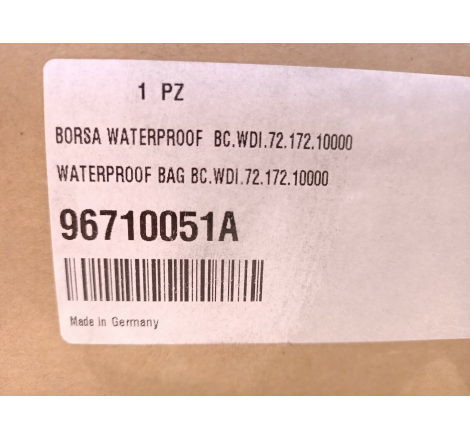 1 PZ
BORSA WATERPROOF BC.WDI.72.172.10000
WATERPROOF BAG BC.WDI.72.172.10000
96710051A
Made in Germany